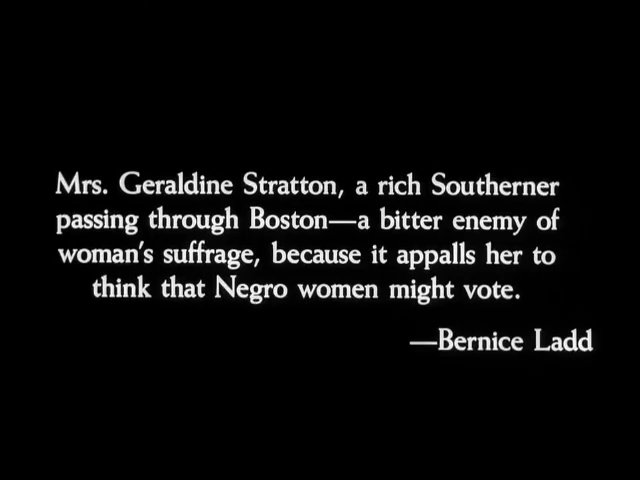 Mrs. Geraldine Stratton, a rich Southerner
passing through Boston—a bitter enemy of
woman's suffrage, because it appalls her to
think that Negro women might vote.
—Bernice Ladd